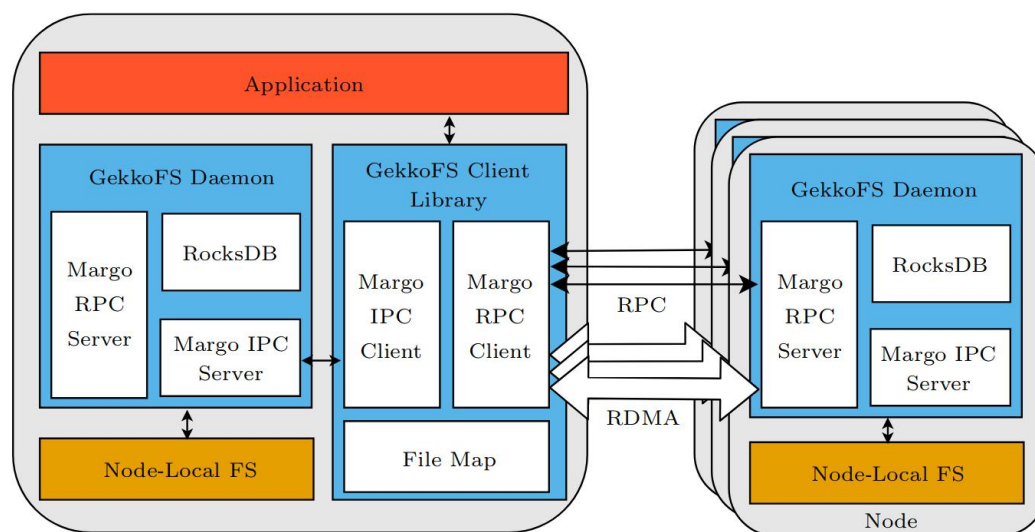 Application
GekkoFS Daemon
Margo
RPC
Server
RocksDB
Margo IPC
Server
Node-Local FS
GekkoFS Client
Library
Margo
IPC
Client
Margo
RPC
Client
File Map
RPC
RDMA
GekkoFS Daemon
Margo
RPC
Server
RocksDB
Margo IPC
Server
Node-Local FS
Node